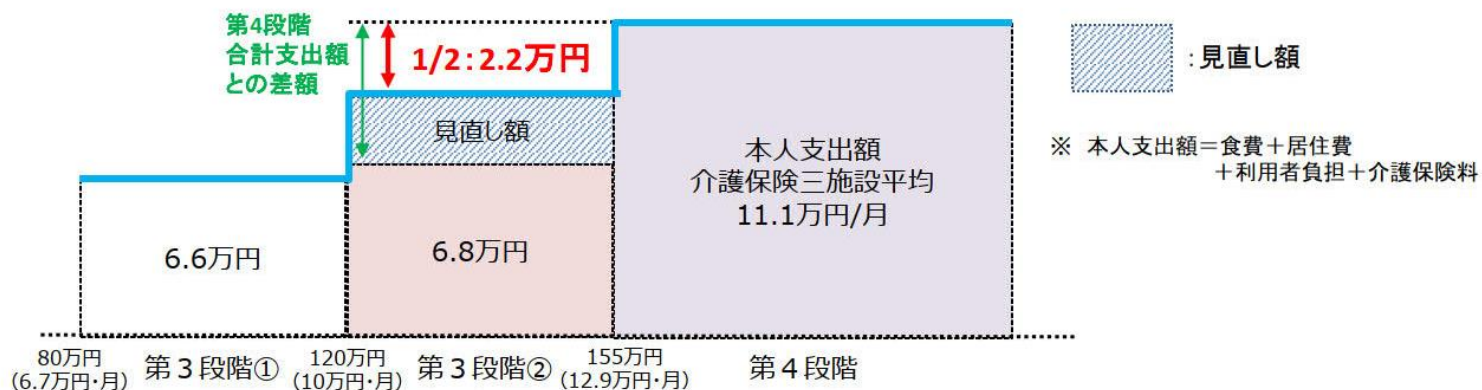 第4段階
合計支出額
との差額
1/2：2.2万円
見直し額
6.6万円
6.8万円
本人支出額
介護保険三施設平均
11.1万円/月
：見直し額
※ 本人支出額＝食費＋居住費
＋利用者負担＋介護保険料
80万円
(6.7万円・月)
第３段階①
120万円
(10万円・月)
第３段階②
155万円
(12.9万円・月)
第４段階